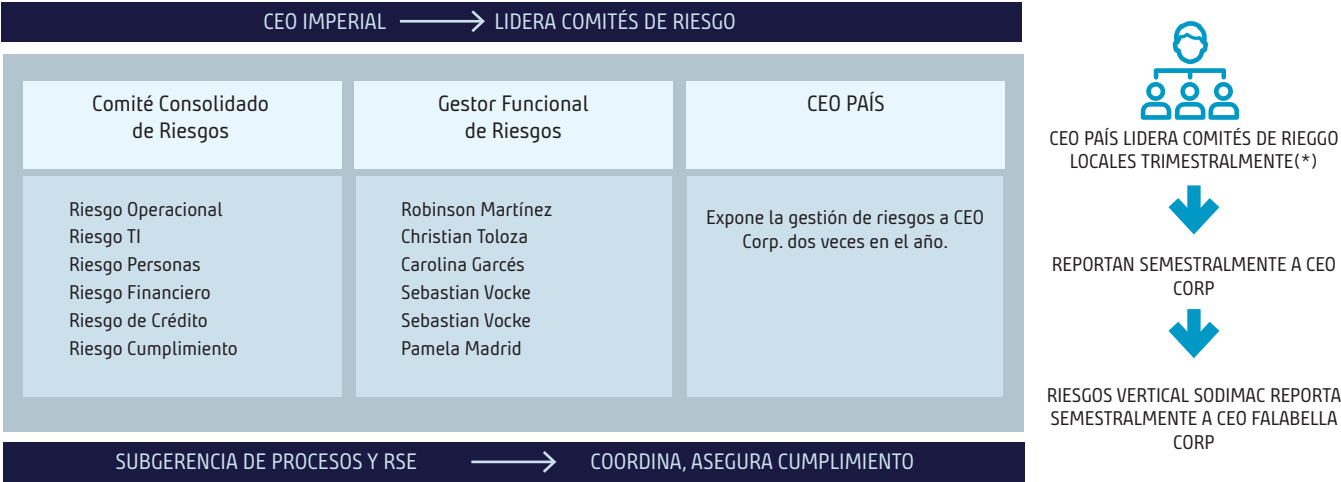 CEO IMPERIAL → LIDERA COMITÉS DE RIESGO
Comité Consolidado
de Riesgos
Riesgo Operacional
Riesgo TI
Riesgo Personas
Riesgo Financiero
Riesgo de Crédito
Riesgo Cumplimiento
Gestor Funcional
de Riesgos
Robinson Martínez
Christian Toloza
Carolina Garcés
Sebastian Vocke
Sebastian Vocke
Pamela Madrid
CEO PAÍS
Expone la gestión de riesgos a CEO
Corp. dos veces en el año.
SUBGERENCIA DE PROCESOS Y RSE → COORDINA, ASEGURA CUMPLIMIENTO
CEO PAÍS LIDERA COMITÉS DE RIEGGO
LOCALES TRIMESTRALMENTE(*)
REPORTAN SEMESTRALMENTE A CEO
CORP
RIESGOS VERTICAL SODIMAC REPORTA
SEMESTRALMENTE A CEO FALABELLA
CORP